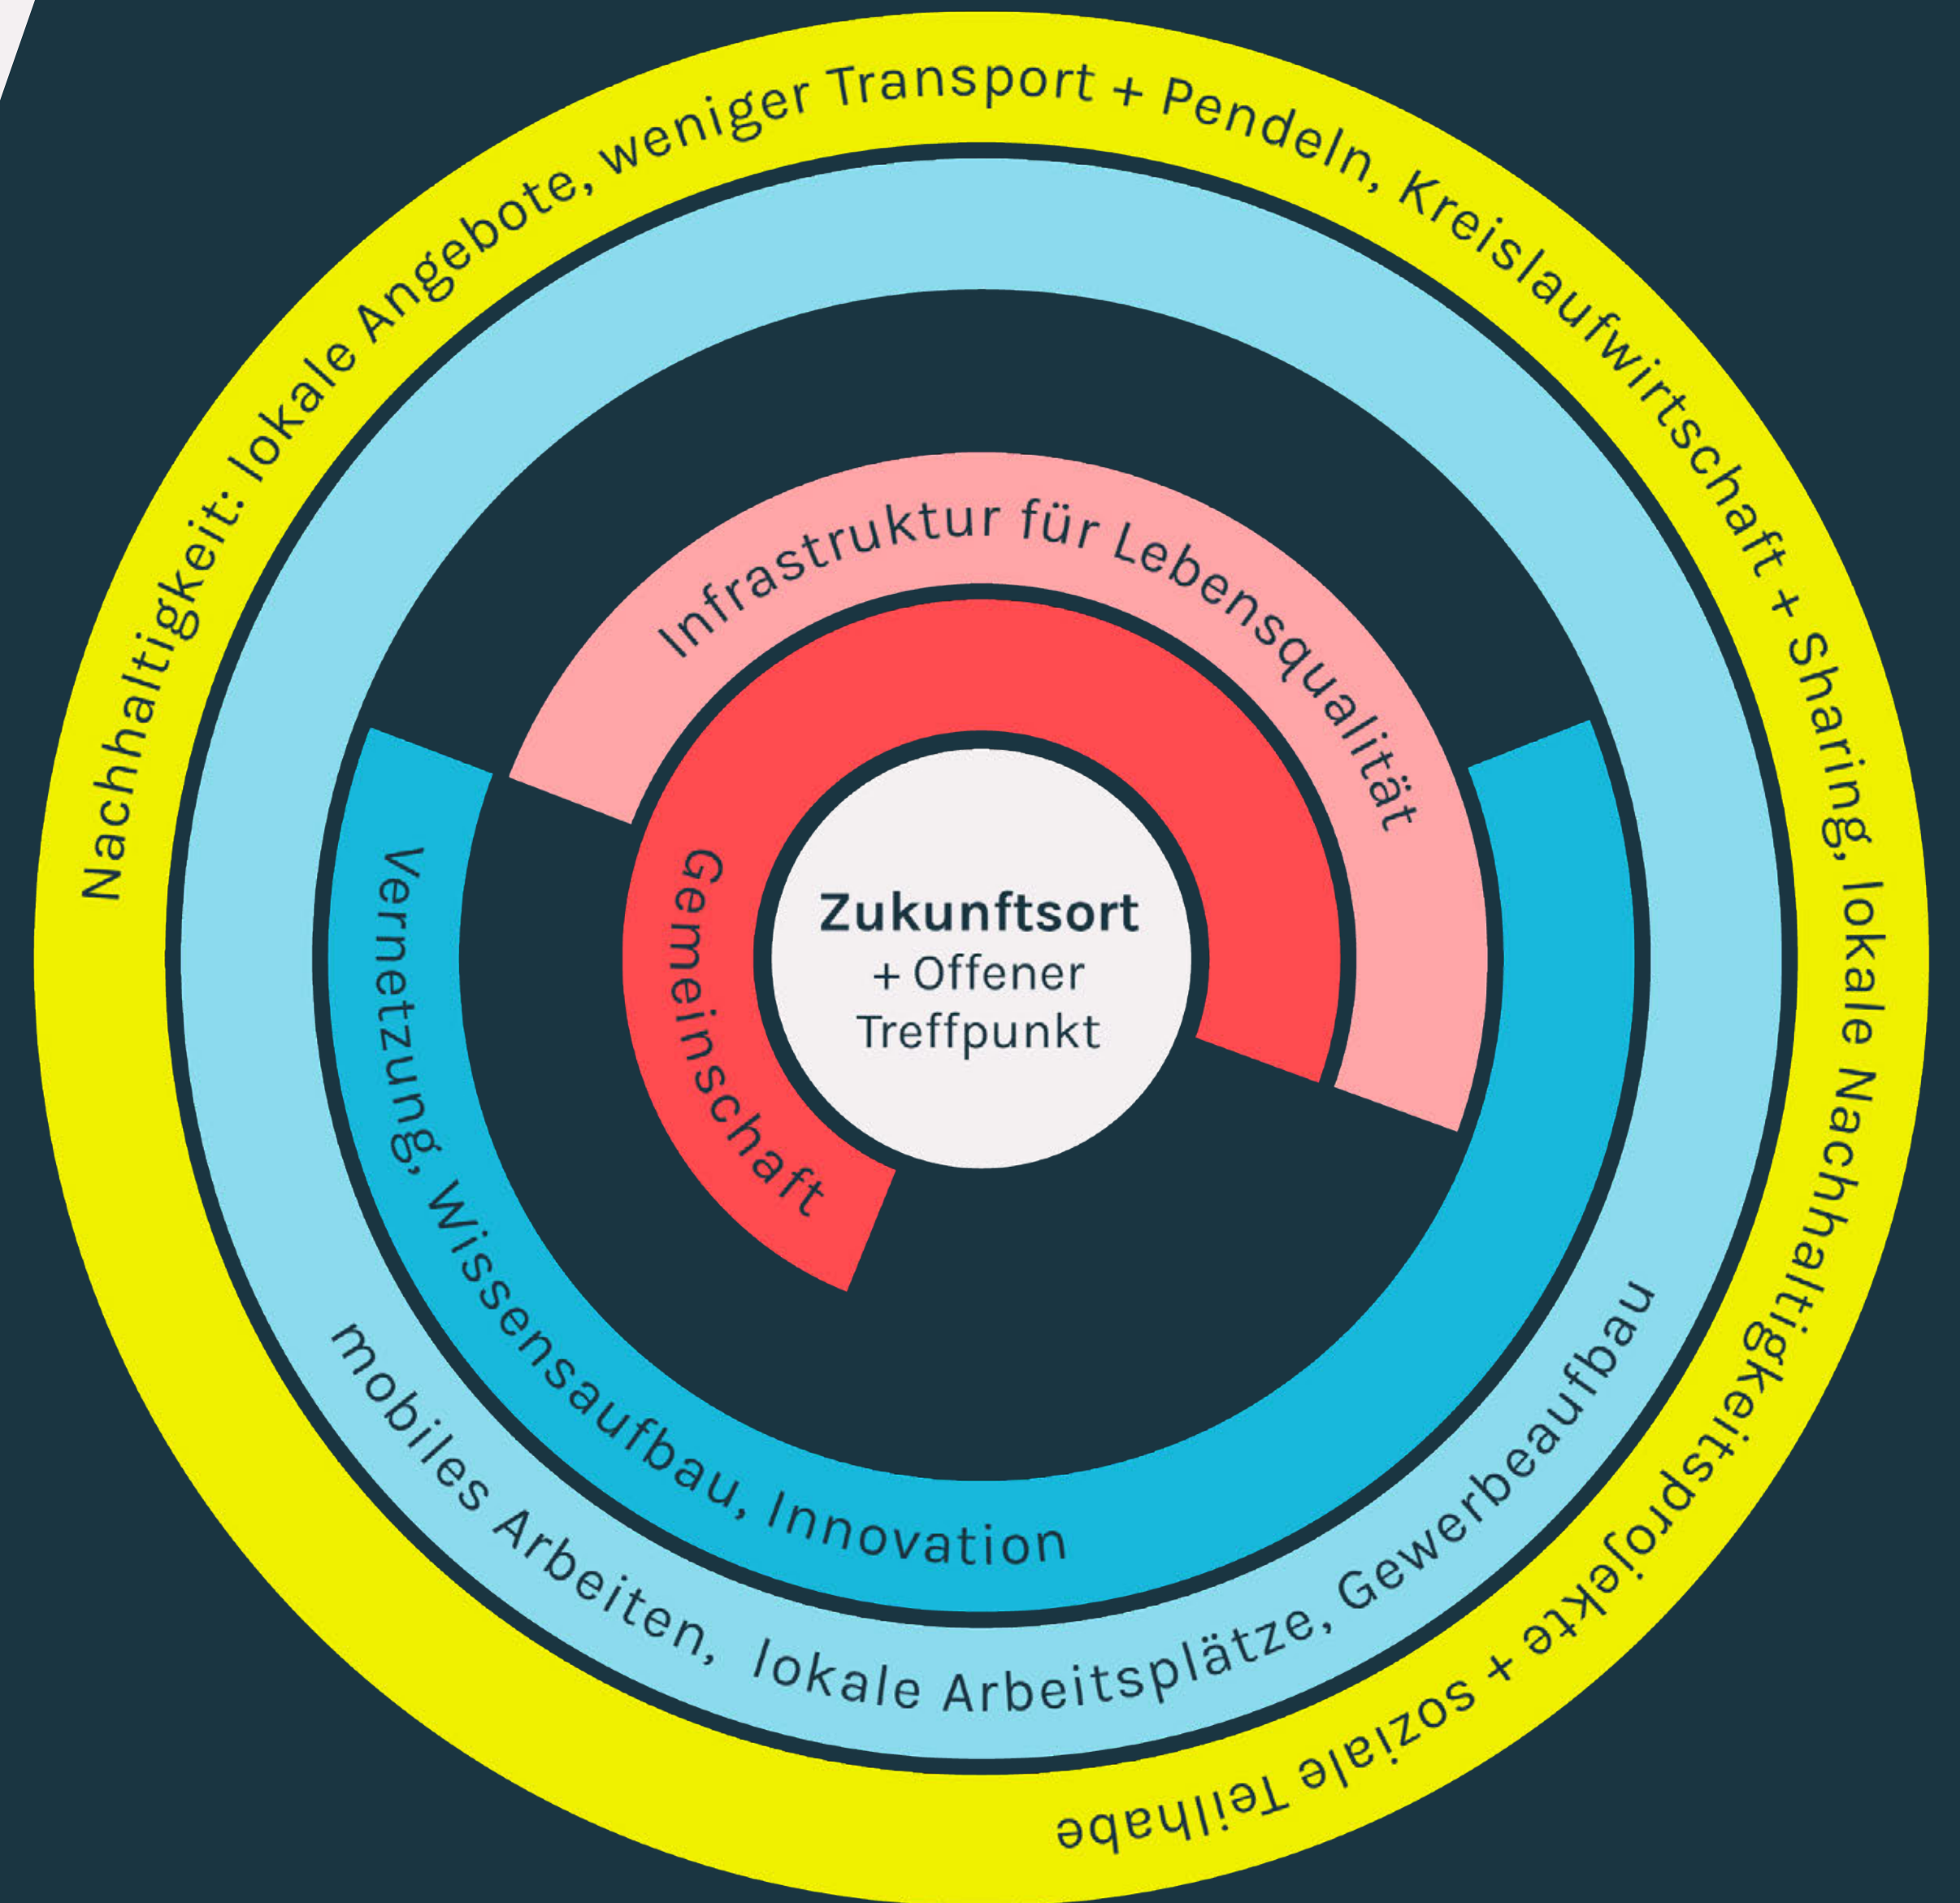 Nachhaltigkeit: lokale Angebote, weniger Transport + Pendeln, Kreislaufwirtschaft + Sharing, lokale Nachhaltigkeitsprojekte + soziale Teilhabe
Infrastruktur für Lebensqualität
Gemeinschaft
Zukunftsort
+ Offener
Treffpunkt
Vernetzung, Wissensaufbau, Innovation
mobiles Arbeiten, lokale Arbeitsplätze, Gewerbeaufbau